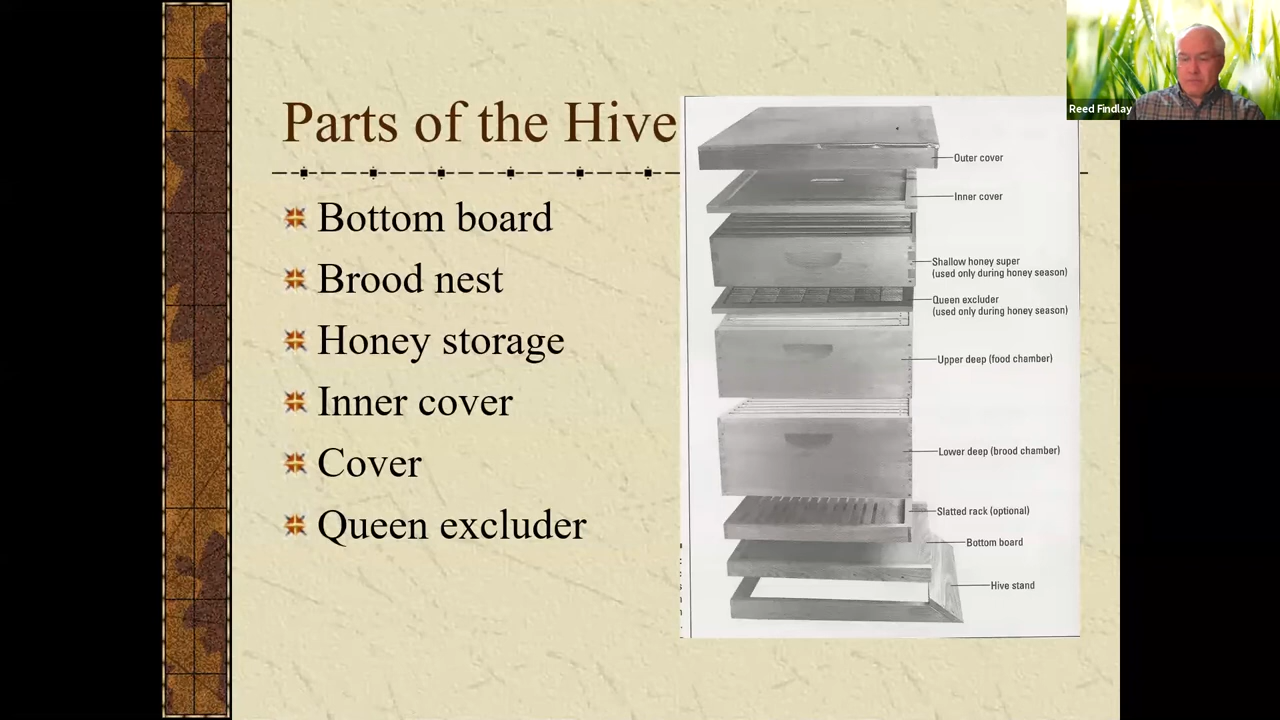 Reed Findlay
Parts of the Hive
Bottom board
Brood nest
Honey storage
Inner cover
Cover
Queen excluder
Outer cover
Inner cover
Shallow honey super
(used only during honey season)
Queen excluder
(used only during honey season)
Upper deep (food chamber)
Lower deep (brood chamber)
Slatted rack (optional)
Bottom board
Hive stand